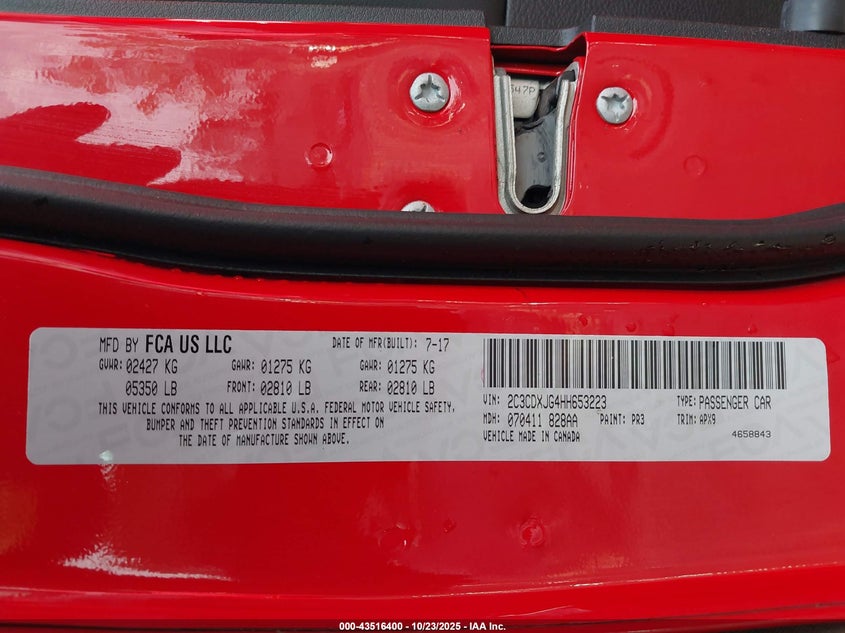 547P
MFD BY FCA US LLC DATE OF MFR(BUILT): 7-17
GVWR: 02427 KG GAWR: 01275 KG GAWR: 01275 KG
05350 LB FRONT: 02810 LB REAR: 02810 LB
THIS VEHICLE CONFORMS TO ALL APPLICABLE U.S.A. FEDERAL MOTOR VEHICLE SAFETY,
BUMPER AND THEFT PREVENTION STANDARDS IN EFFECT ON
THE DATE OF MANUFACTURE SHOWN ABOVE.
VIN: 2C3CDXJG4HH653223 TYPE: PASSENGER CAR
MDH: 070411 828AA PAINT: PR3 TRIM: APX9
VEHICLE MADE IN CANADA 4658843
000-43516400 - 10/23/2025 - IAA Inc.